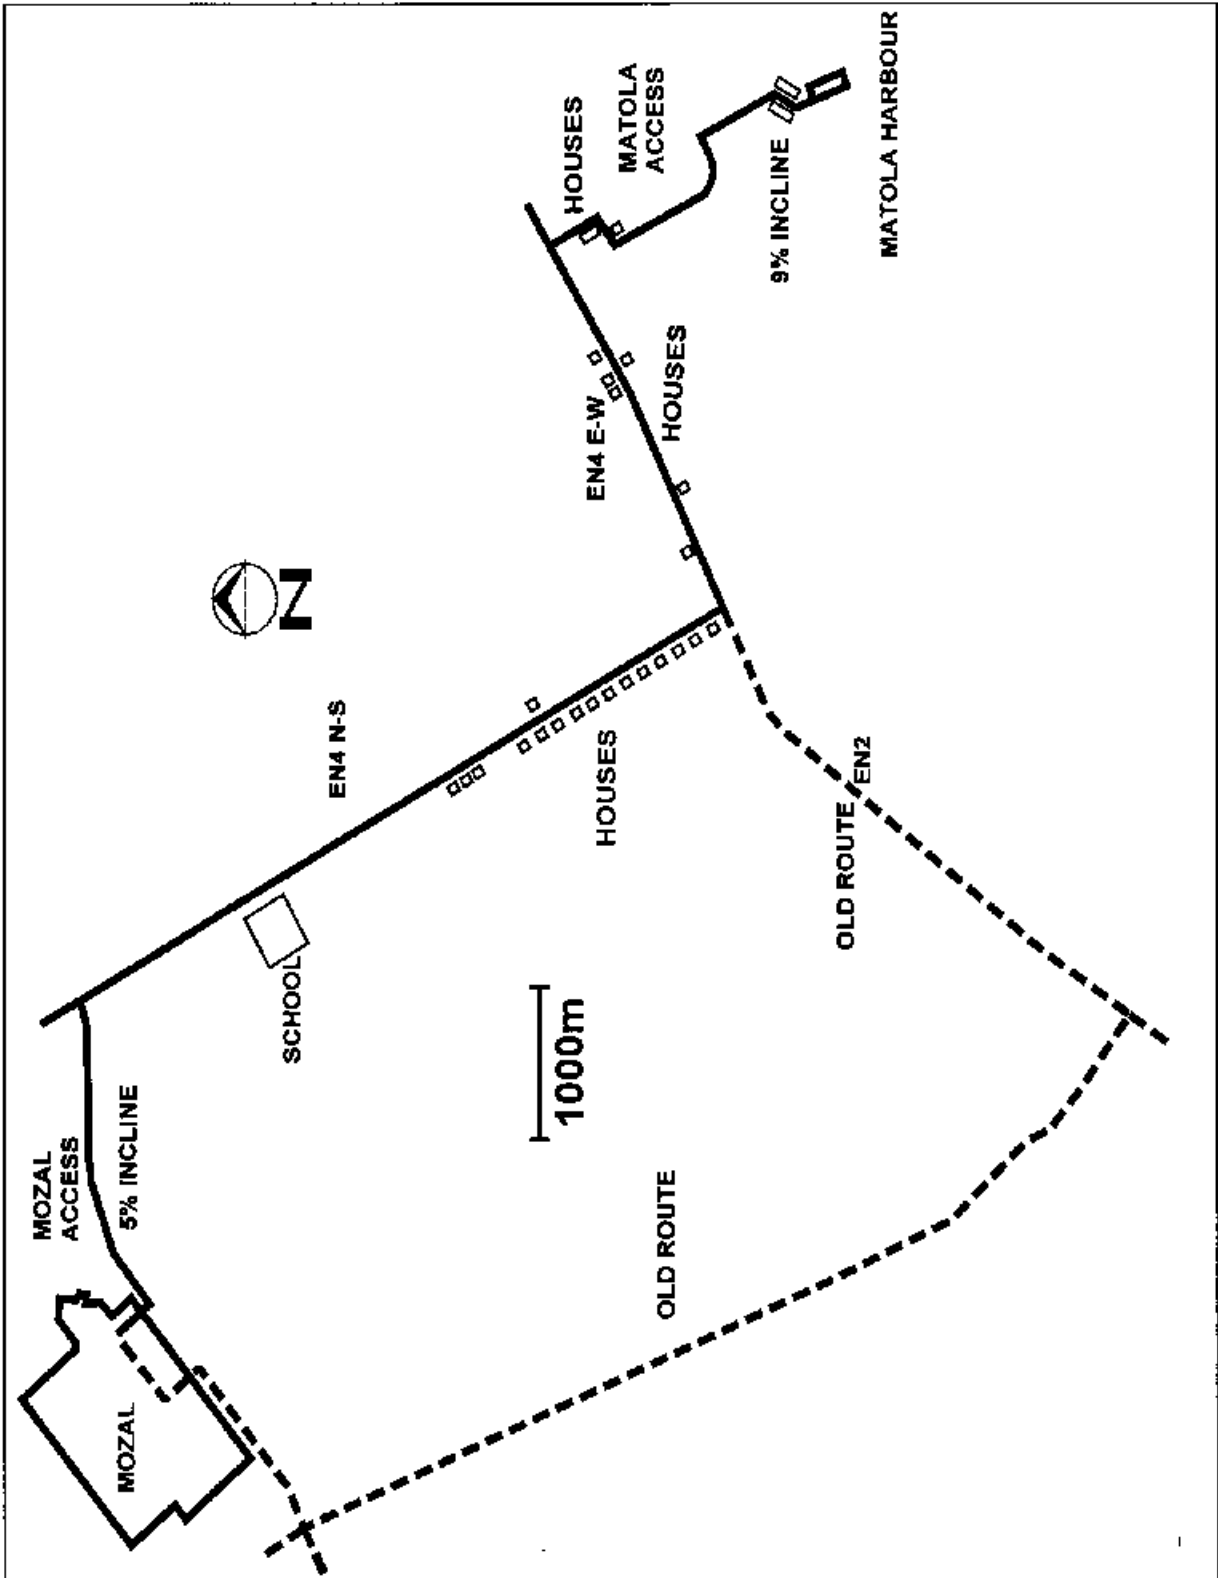 MOZAL
MOZAL
ACCESS
5% INCLINE
SCHOOL
EN4 N-S
HOUSES
1000m
OLD ROUTE
OLD ROUTE
EN2
N
EN4 E-W
HOUSES
HOUSES
MATOLA
ACCESS
9% INCLINE
MATOLA HARBOUR